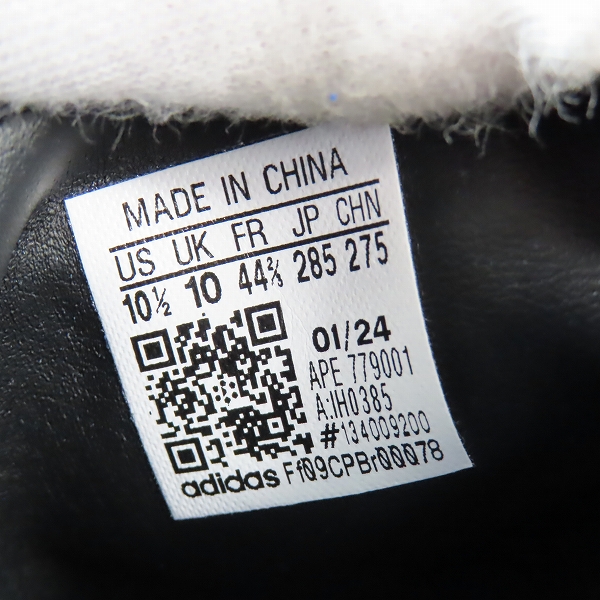 MADE IN CHINA
US UK FR JP CHN
10½ 10 44⅔ 285 275
01/24
APE 779001
A:IH0385
#134009200
adidas Ff09CPBr00078